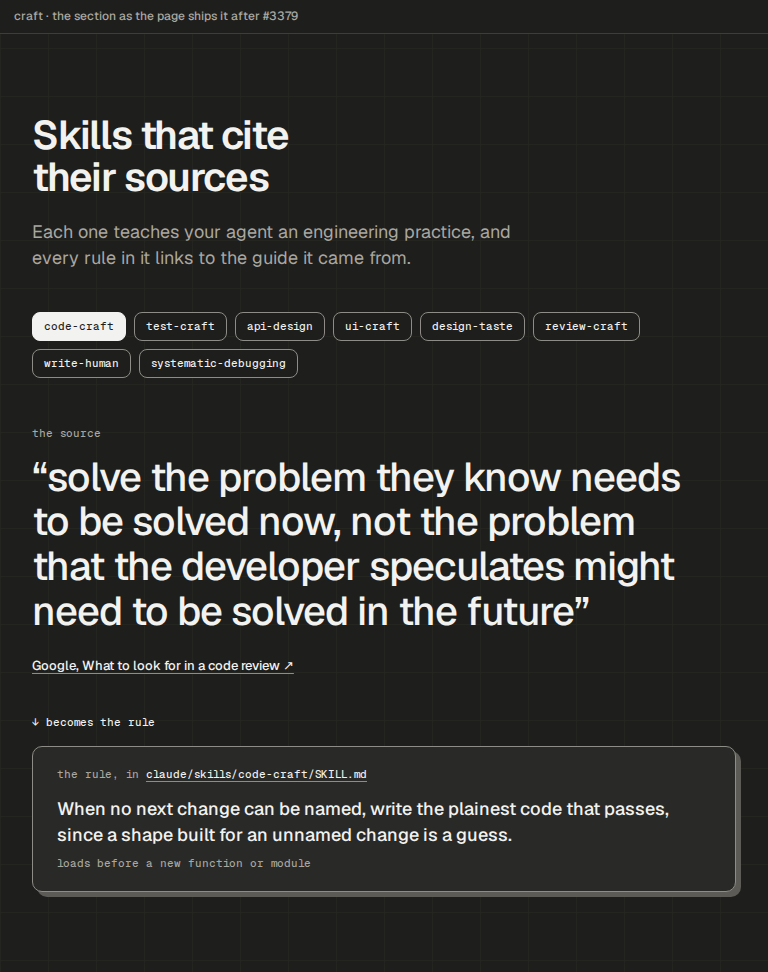 craft · the section as the page ships it after #3379
Skills that cite
their sources
Each one teaches your agent an engineering practice, and
every rule in it links to the guide it came from.
code-craft test-craft api-design ui-craft design-taste review-craft
write-human systematic-debugging
the source
“solve the problem they know needs
to be solved now, not the problem
that the developer speculates might
need to be solved in the future”
Google, What to look for in a code review ↗
↓ becomes the rule
the rule, in claude/skills/code-craft/SKILL.md
When no next change can be named, write the plainest code that passes,
since a shape built for an unnamed change is a guess.
loads before a new function or module